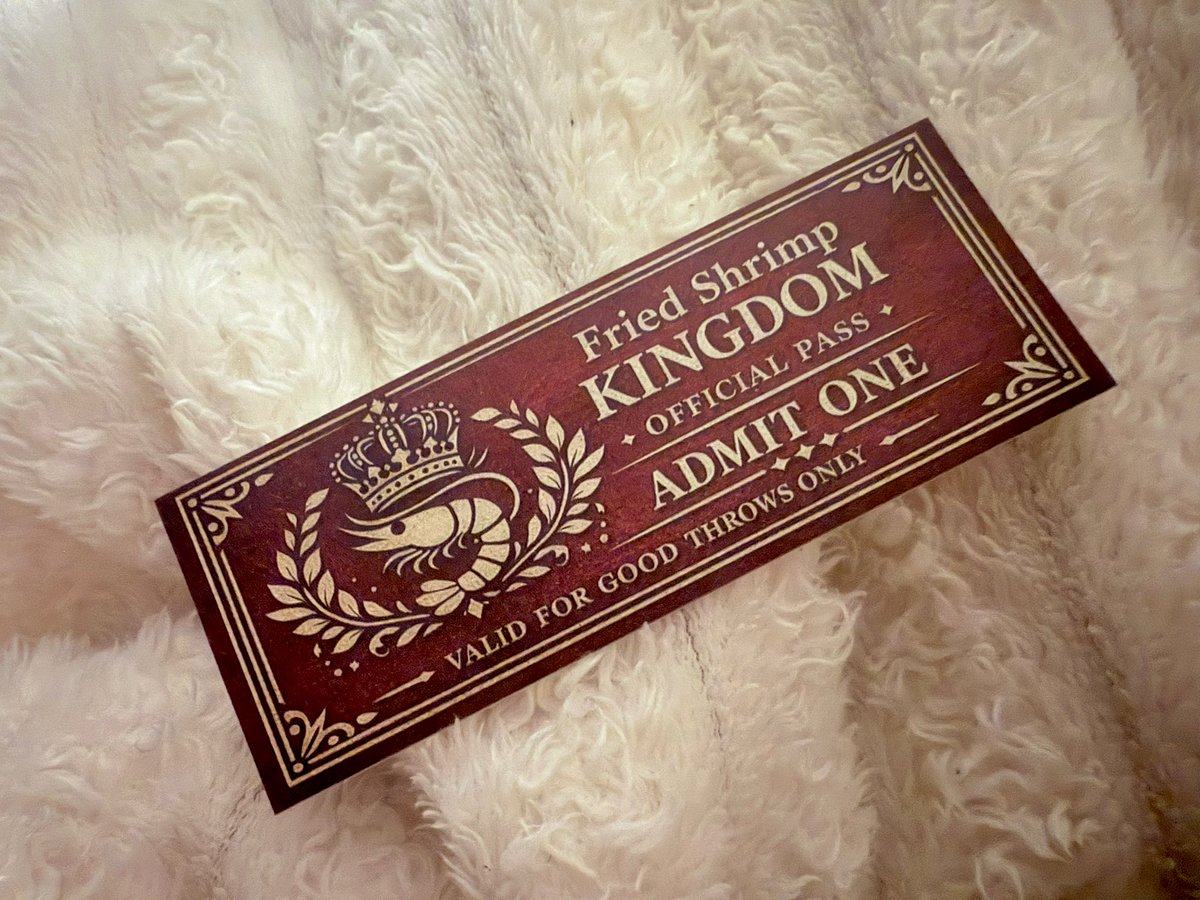 Fried Shrimp
KINGDOM
OFFICIAL PASS
ADMIT ONE
VALID FOR GOOD THROWS ONLY